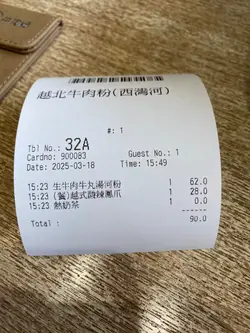 越北牛肉粉(西灣河)
#: 1
Tbl No.: 32A
Cardno: 900083 Guest No.: 1
Date: 2025-03-18 Time: 15:49
15:23 生牛肉牛丸湯河粉 1 62.0
15:23 (餐)越式酸辣鳳爪 1 28.0
15:23 熱奶茶 1 0.0
Total : 90.0